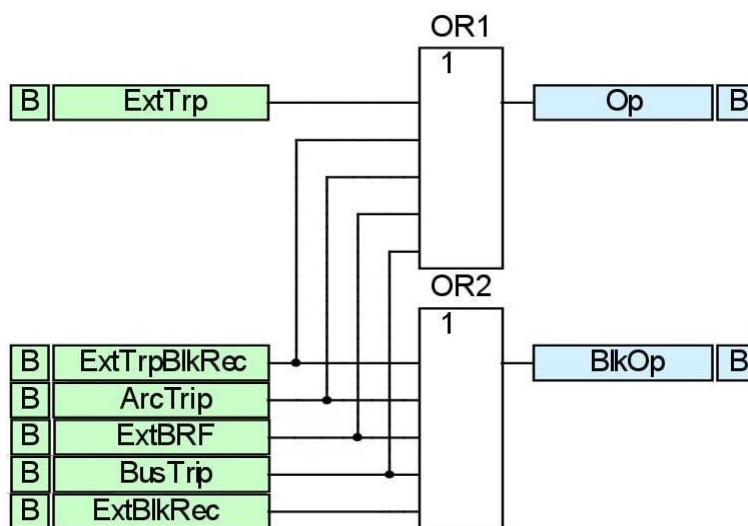 OR1
1
B ExtTrp Op B
OR2
1
B ExtTrpBlkRec BlkOp B
B ArcTrip
B ExtBRF
B BusTrip
B ExtBlkRec